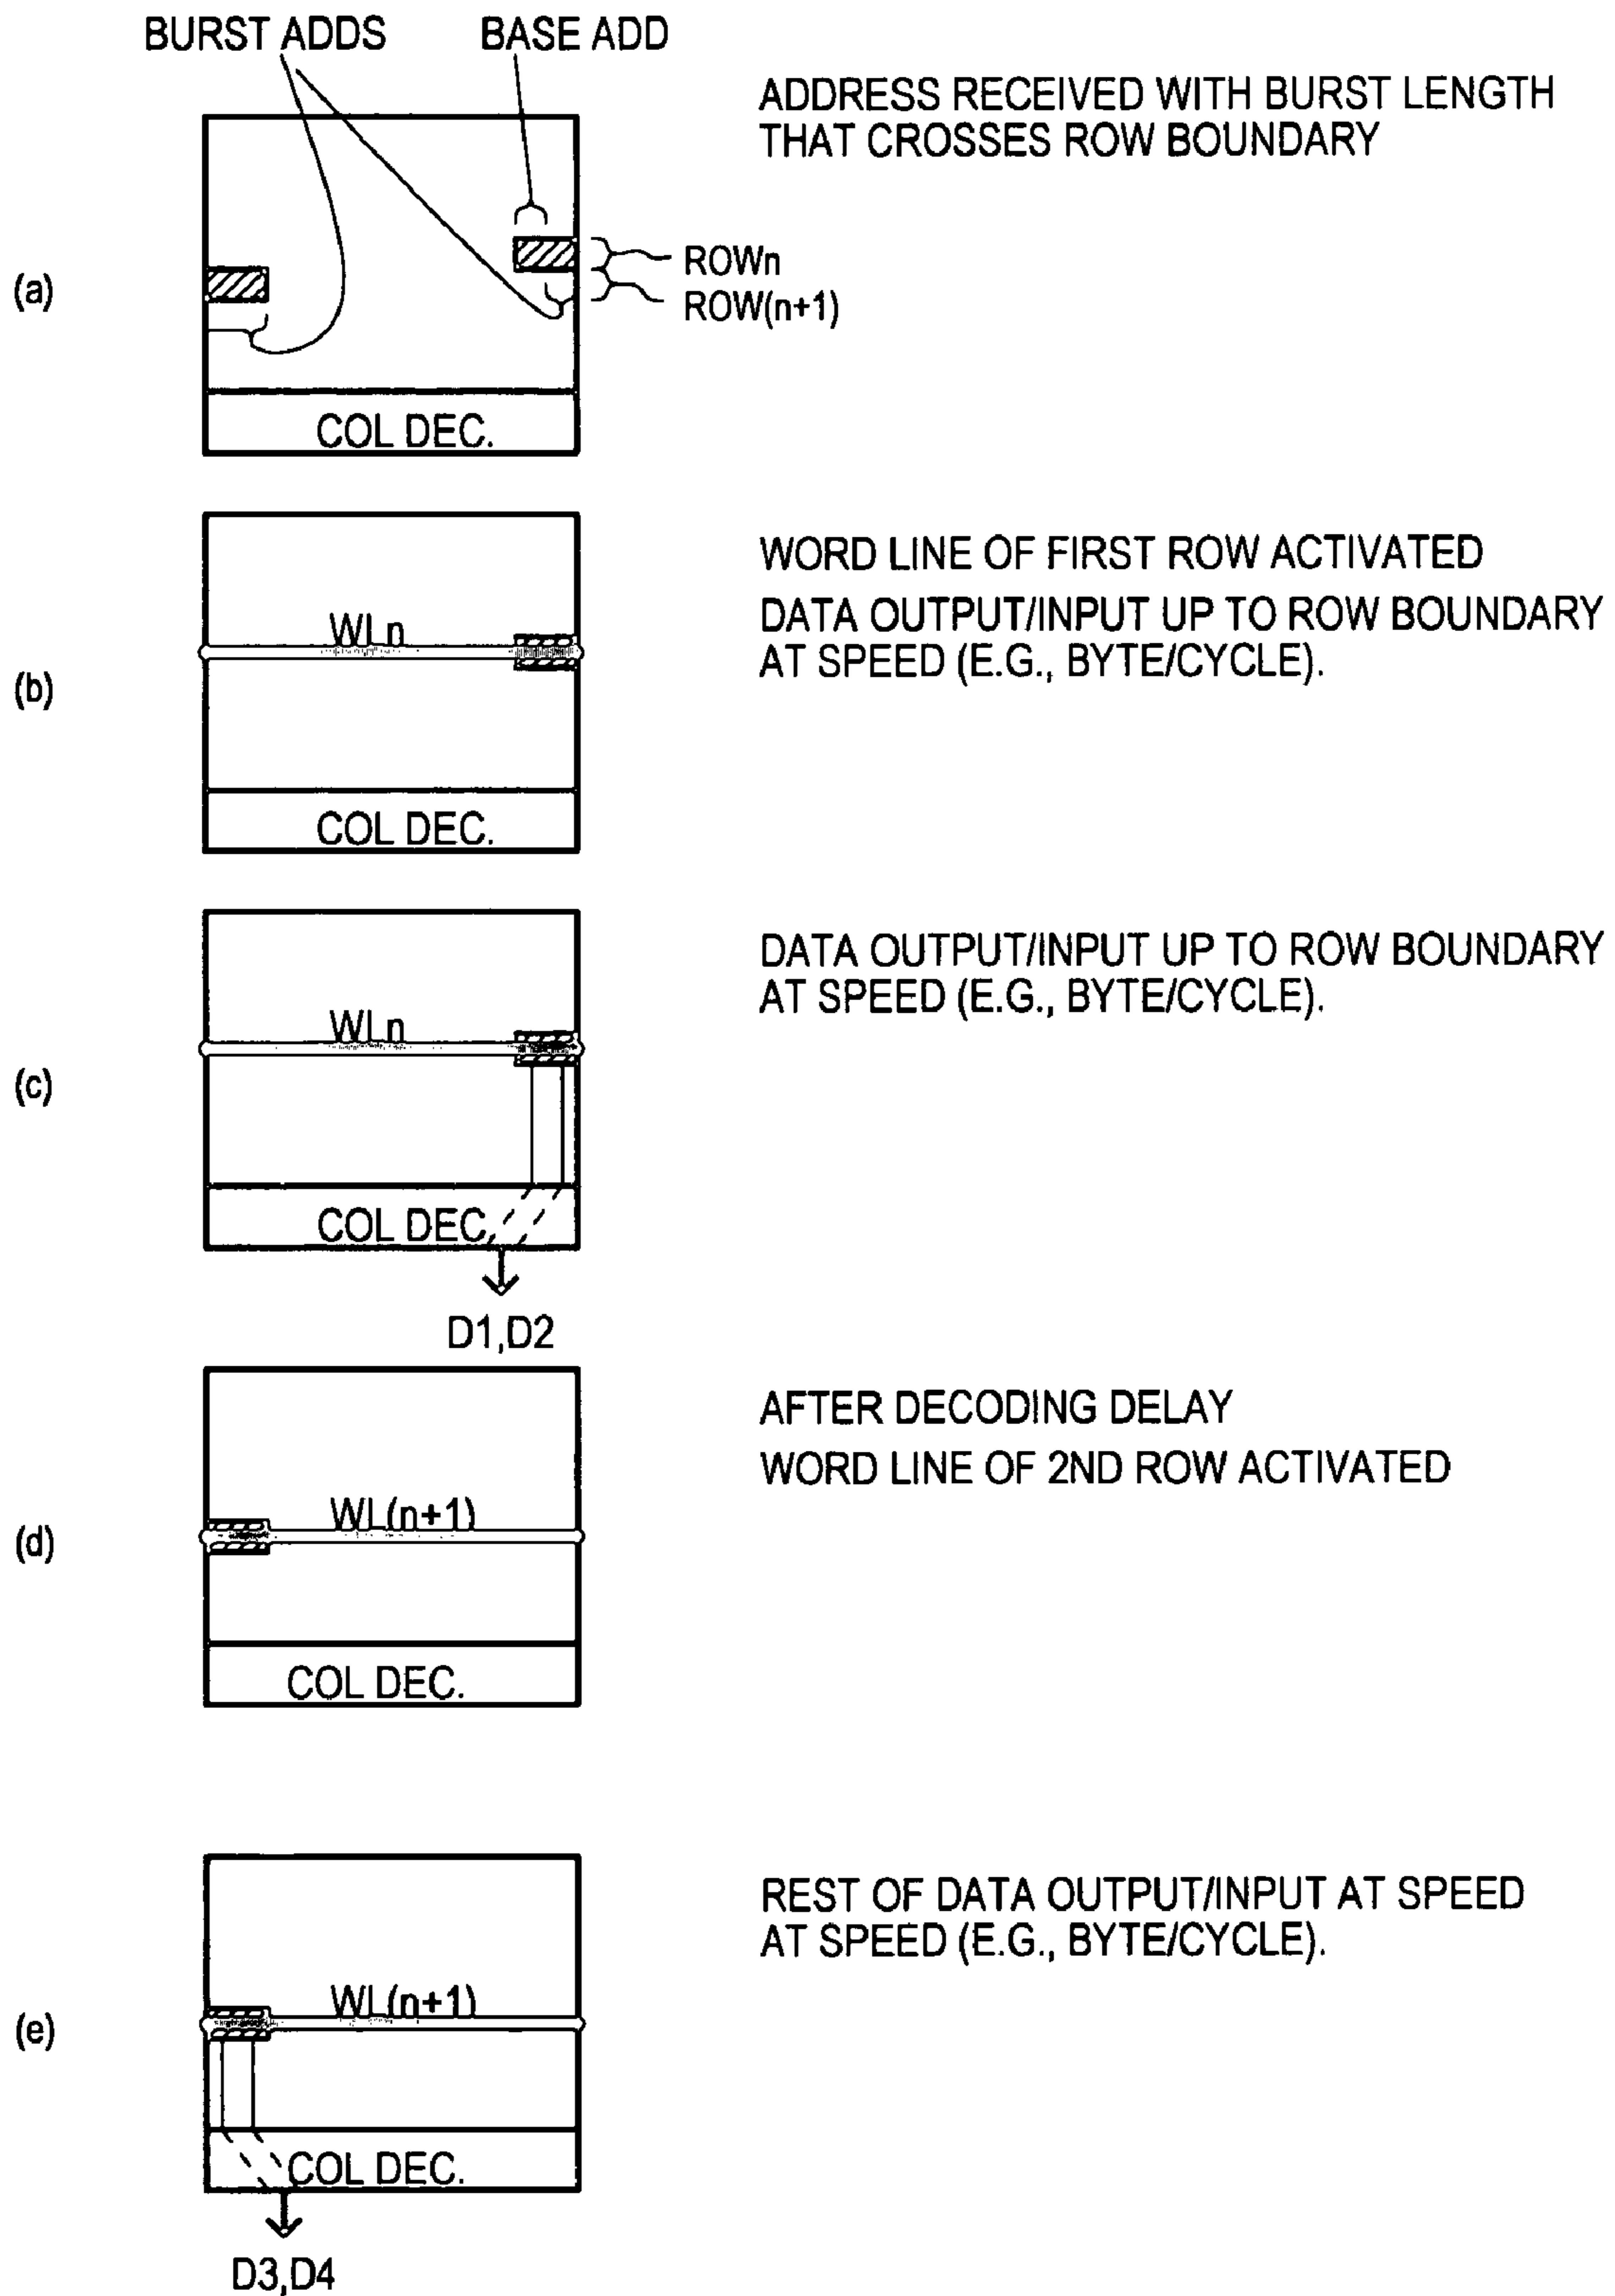 BURST ADDS BASE ADD
ADDRESS RECEIVED WITH BURST LENGTH
THAT CROSSES ROW BOUNDARY
(a)
ROWn
ROW(n+1)
COL DEC.
WORD LINE OF FIRST ROW ACTIVATED
DATA OUTPUT/INPUT UP TO ROW BOUNDARY
AT SPEED (E.G., BYTE/CYCLE).
(b)
WLn
COL DEC.
DATA OUTPUT/INPUT UP TO ROW BOUNDARY
AT SPEED (E.G., BYTE/CYCLE).
(c)
WLn
COL DEC.
D1,D2
AFTER DECODING DELAY
WORD LINE OF 2ND ROW ACTIVATED
(d)
WL(n+1)
COL DEC.
REST OF DATA OUTPUT/INPUT AT SPEED
AT SPEED (E.G., BYTE/CYCLE).
(e)
WL(n+1)
COL DEC.
D3,D4